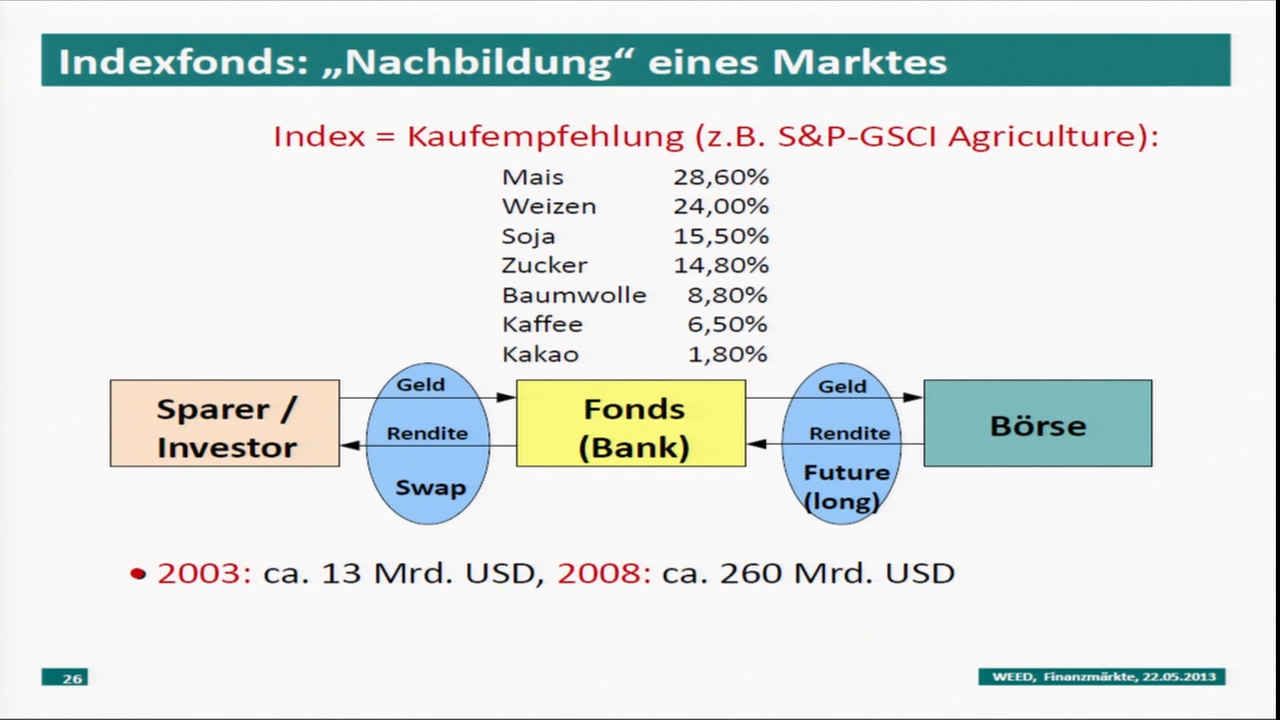 Indexfonds: „Nachbildung“ eines Marktes
Index = Kaufempfehlung (z.B. S&P-GSCI Agriculture):
Mais 28,60%
Weizen 24,00%
Soja 15,50%
Zucker 14,80%
Baumwolle 8,80%
Kaffee 6,50%
Kakao 1,80%
Sparer /
Investor
Geld
Rendite
Swap
Fonds
(Bank)
Geld
Rendite
Future
(long)
Börse
• 2003: ca. 13 Mrd. USD, 2008: ca. 260 Mrd. USD
26
WEED, Finanzmärkte, 22.05.2013